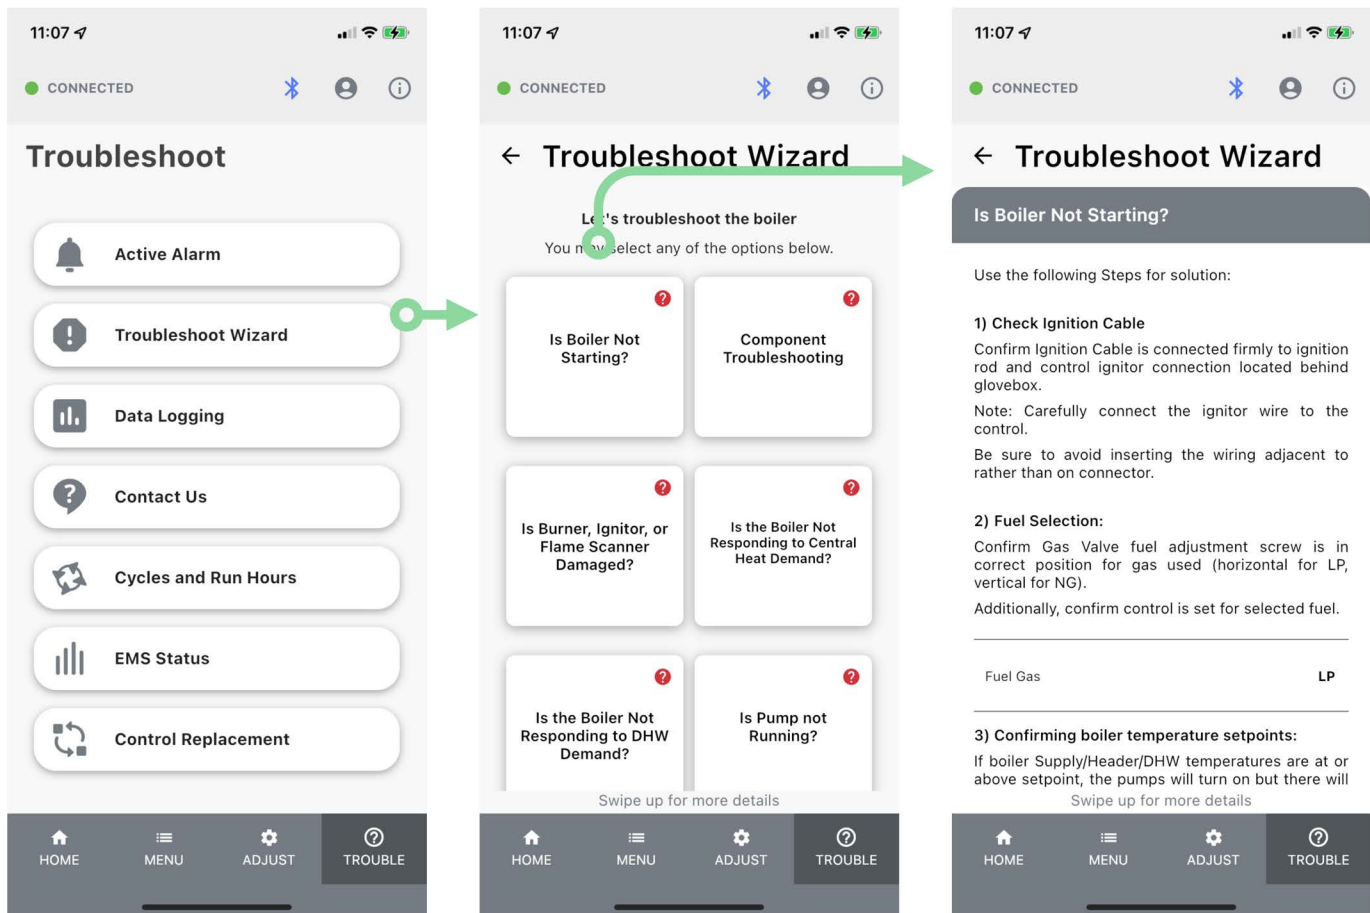 11:07
CONNECTED
Troubleshoot
Active Alarm
Troubleshoot Wizard
Data Logging
Contact Us
Cycles and Run Hours
EMS Status
Control Replacement
HOME
MENU
ADJUST
TROUBLE
11:07
CONNECTED
Troubleshoot Wizard
Let's troubleshoot the boiler
You may select any of the options below.
Is Boiler Not
Starting?
Component
Troubleshooting
Is Burner, Ignitor, or
Flame Scanner
Damaged?
Is the Boiler Not
Responding to Central
Heat Demand?
Is the Boiler Not
Responding to DHW
Demand?
Is Pump not
Running?
Swipe up for more details
HOME
MENU
ADJUST
TROUBLE
11:07
CONNECTED
Troubleshoot Wizard
Is Boiler Not Starting?
Use the following Steps for solution:
1) Check Ignition Cable
Confirm Ignition Cable is connected firmly to ignition
rod and control ignitor connection located behind
glovebox.
Note: Carefully connect the ignitor wire to the
control.
Be sure to avoid inserting the wiring adjacent to
rather than on connector.
2) Fuel Selection:
Confirm Gas Valve fuel adjustment screw is in
correct position for gas used (horizontal for LP,
vertical for NG).
Additionally, confirm control is set for selected fuel.
Fuel Gas LP
3) Confirming boiler temperature setpoints:
If boiler Supply/Header/DHW temperatures are at or
above setpoint, the pumps will turn on but there will
Swipe up for more details
HOME
MENU
ADJUST
TROUBLE